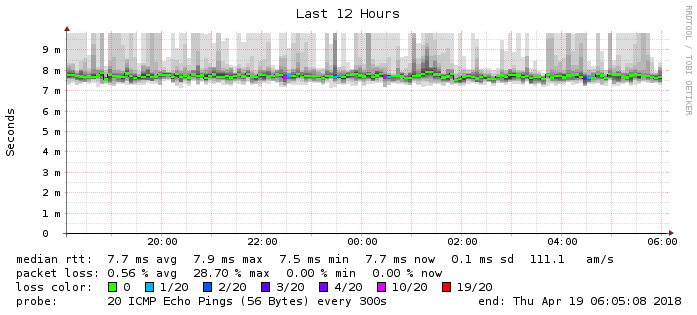 Last 12 Hours
RRDTOOL / TOBI OETIKER
Seconds
9 m
8 m
7 m
6 m
5 m
4 m
3 m
2 m
1 m
0
20:00 22:00 00:00 02:00 04:00 06:00
median rtt: 7.7 ms avg 7.9 ms max 7.5 ms min 7.7 ms now 0.1 ms sd 111.1 am/s
packet loss: 0.56 % avg 28.70 % max 0.00 % min 0.00 % now
loss color: 0 1/20 2/20 3/20 4/20 10/20 19/20
probe: 20 ICMP Echo Pings (56 Bytes) every 300s end: Thu Apr 19 06:05:08 2018